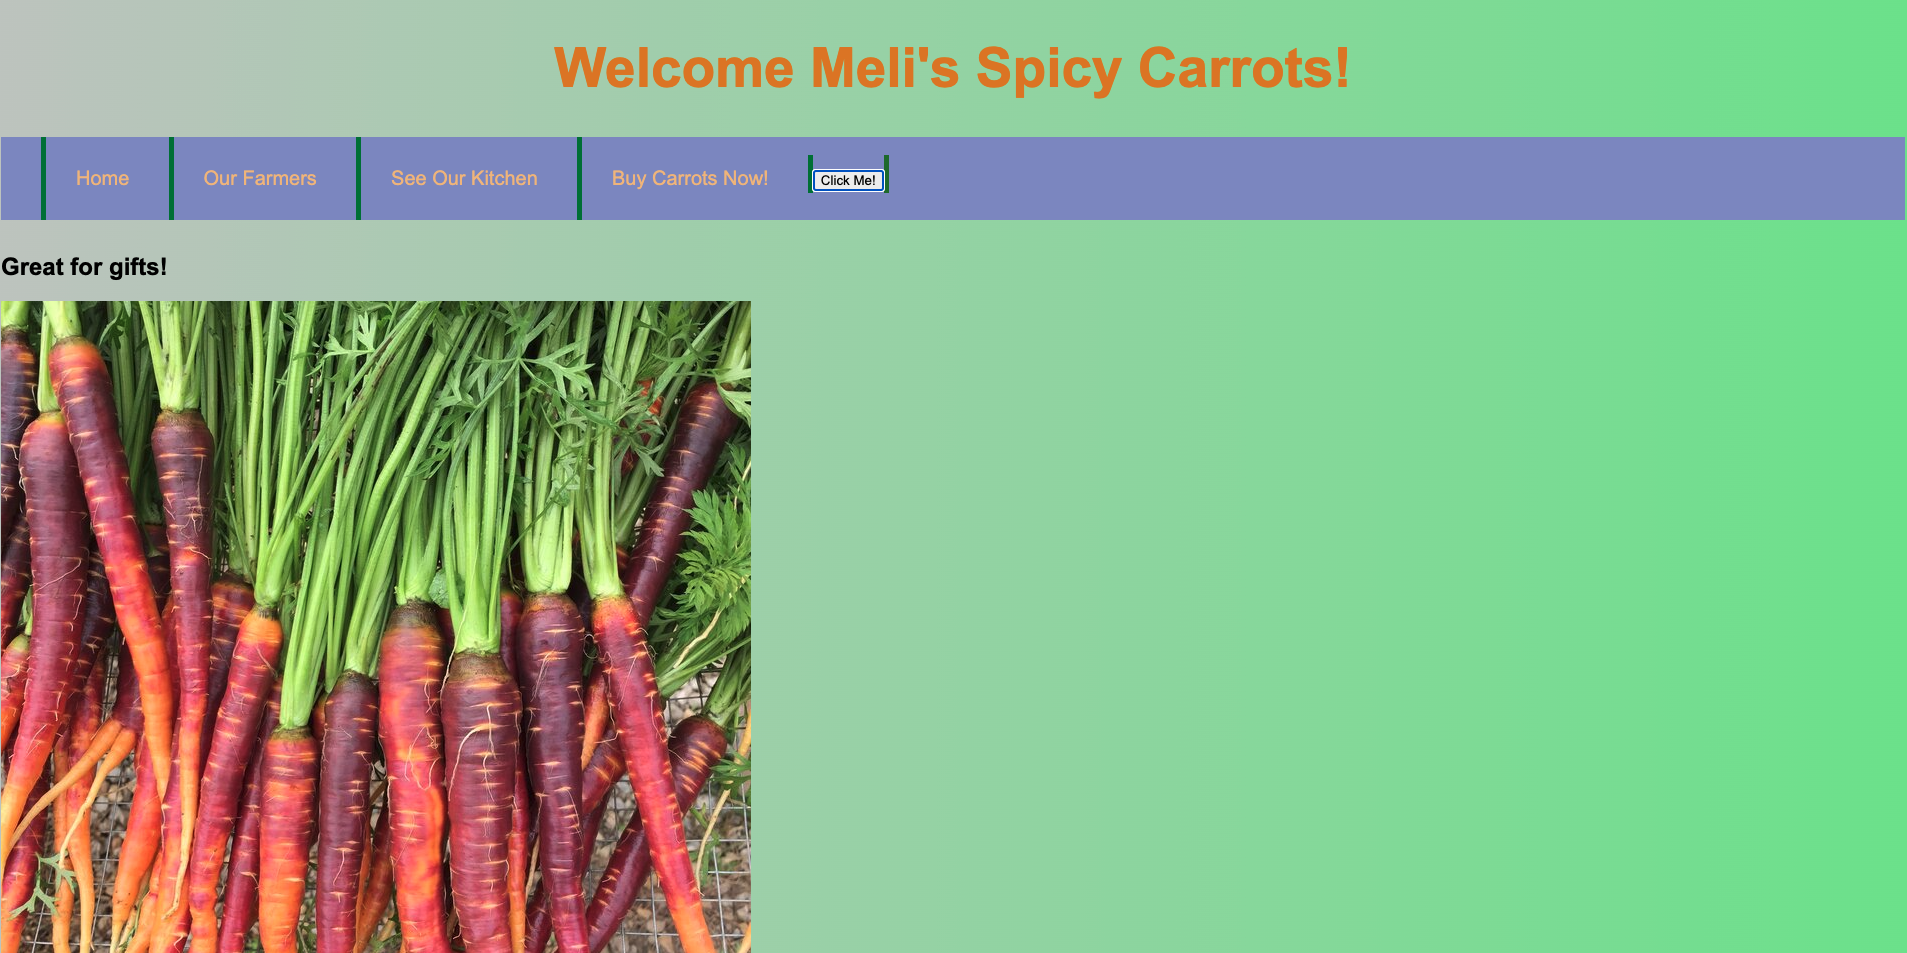 Welcome Meli's Spicy Carrots!
Home Our Farmers See Our Kitchen Buy Carrots Now! Click Me!
Great for gifts!